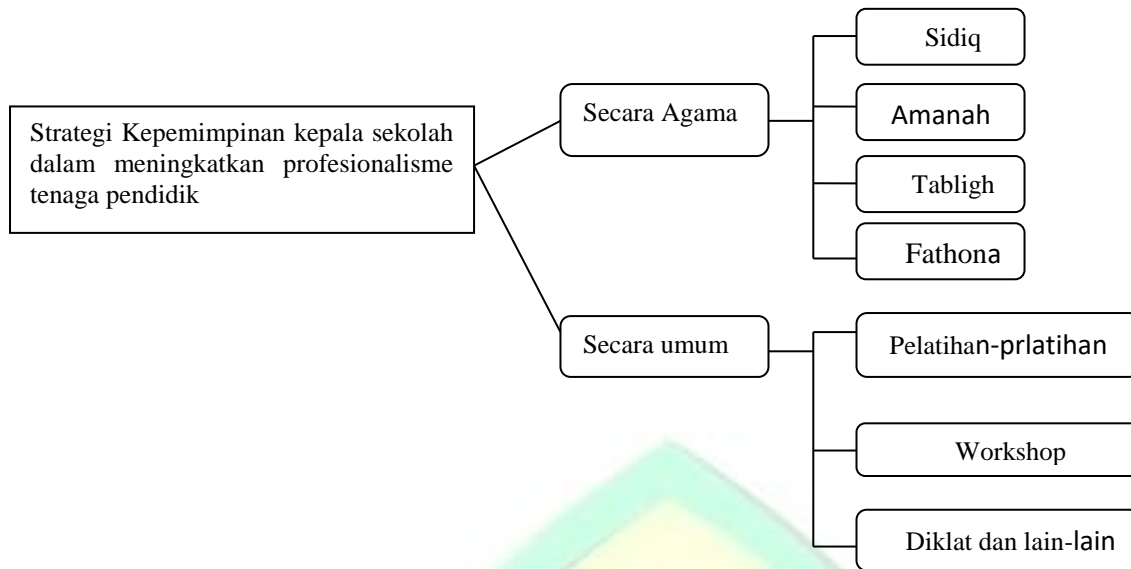 Strategi Kepemimpinan kepala sekolah
dalam meningkatkan profesionalisme
tenaga pendidik
Secara Agama
Sidiq
Amanah
Tabligh
Fathona
Secara umum
Pelatihan-prlatihan
Workshop
Diklat dan lain-lain